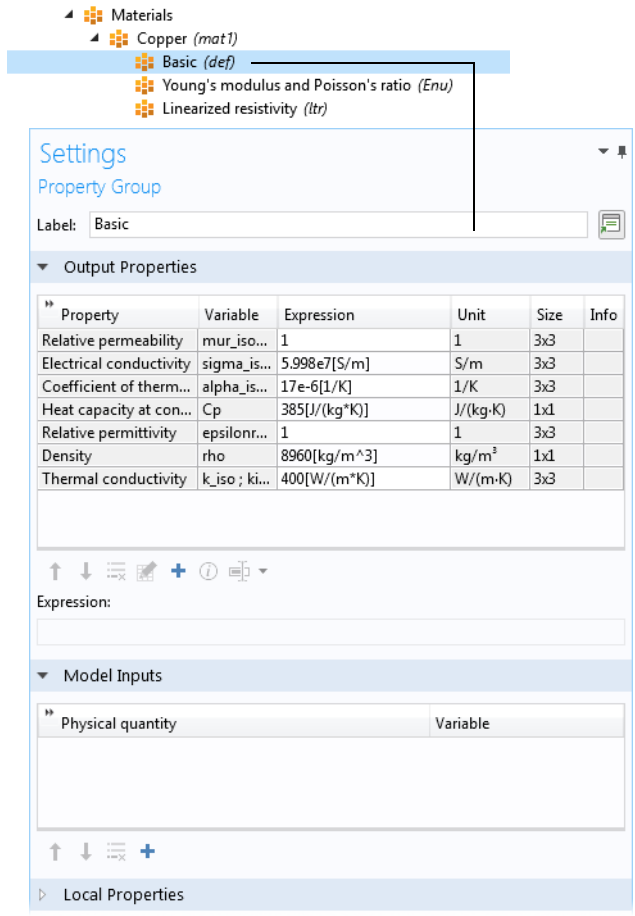 Materials
Copper (mat1)
Basic (def)
Young's modulus and Poisson's ratio (Enu)
Linearized resistivity (ltr)
Settings
Property Group
Label: Basic
Output Properties
Property Variable Expression Unit Size Info
Relative permeability mur_iso... 1 1 3x3
Electrical conductivity sigma_is... 5.998e7[S/m] S/m 3x3
Coefficient of therm... alpha_is... 17e-6[1/K] 1/K 3x3
Heat capacity at con... Cp 385[J/(kg*K)] J/(kg·K) 1x1
Relative permittivity epsilonr... 1 1 3x3
Density rho 8960[kg/m^3] kg/m³ 1x1
Thermal conductivity k_iso ; ki... 400[W/(m*K)] W/(m·K) 3x3
Expression:
Model Inputs
Physical quantity Variable
Local Properties